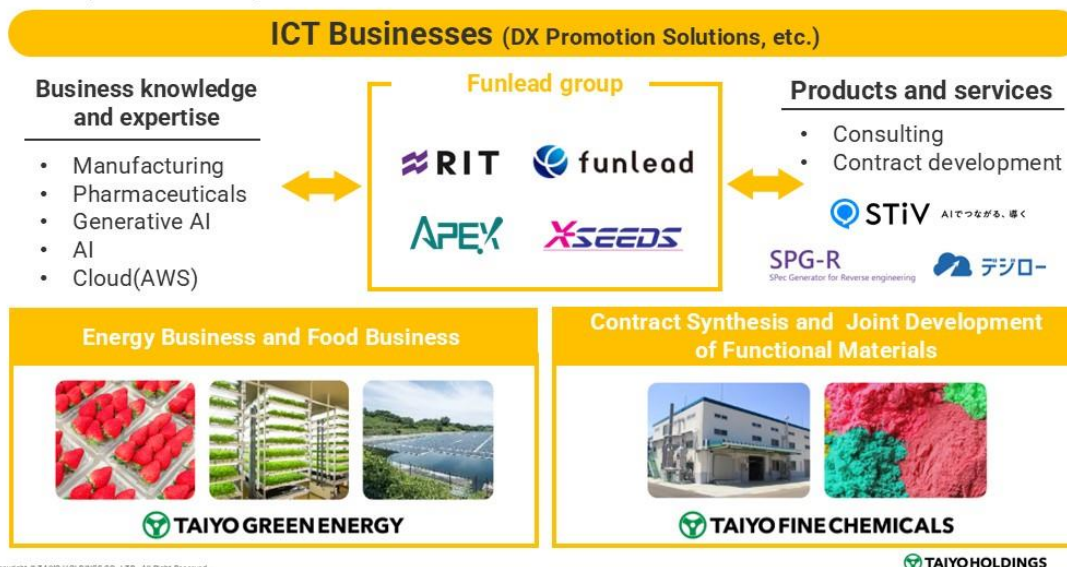 ICT Businesses (DX Promotion Solutions, etc.)
Business knowledge
and expertise
• Manufacturing
• Pharmaceuticals
• Generative AI
• AI
• Cloud(AWS)
Funlead group
RIT
funlead
APEX
X-SEEDS
Products and services
• Consulting
• Contract development
STiV AIでつながる、導く
SPG-R
SPec Generator for Reverse engineering
デジロー
Energy Business and Food Business
TAIYO GREEN ENERGY
Contract Synthesis and Joint Development
of Functional Materials
TAIYO FINE CHEMICALS
TAIYO HOLDINGS